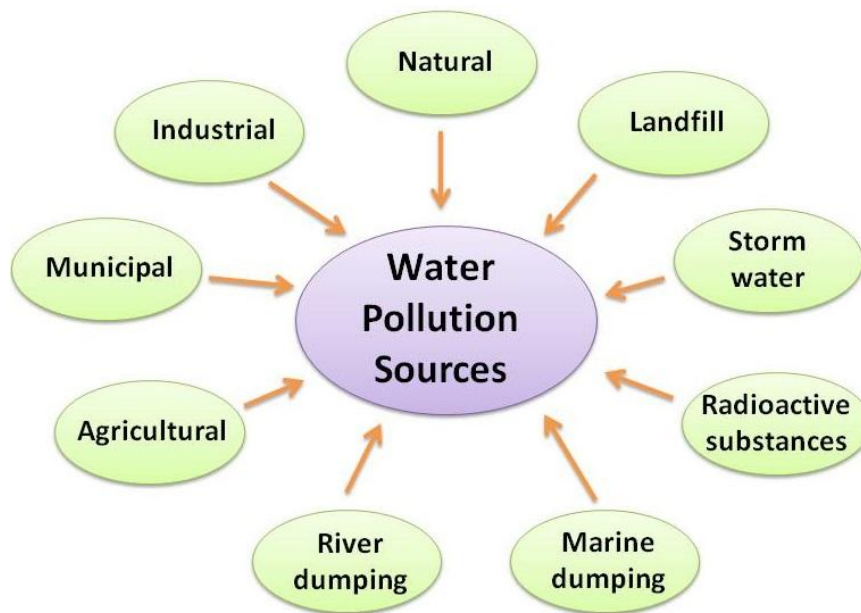 Natural
Industrial
Landfill
Municipal
Water
Pollution
Sources
Storm
water
Agricultural
Radioactive
substances
River
dumping
Marine
dumping